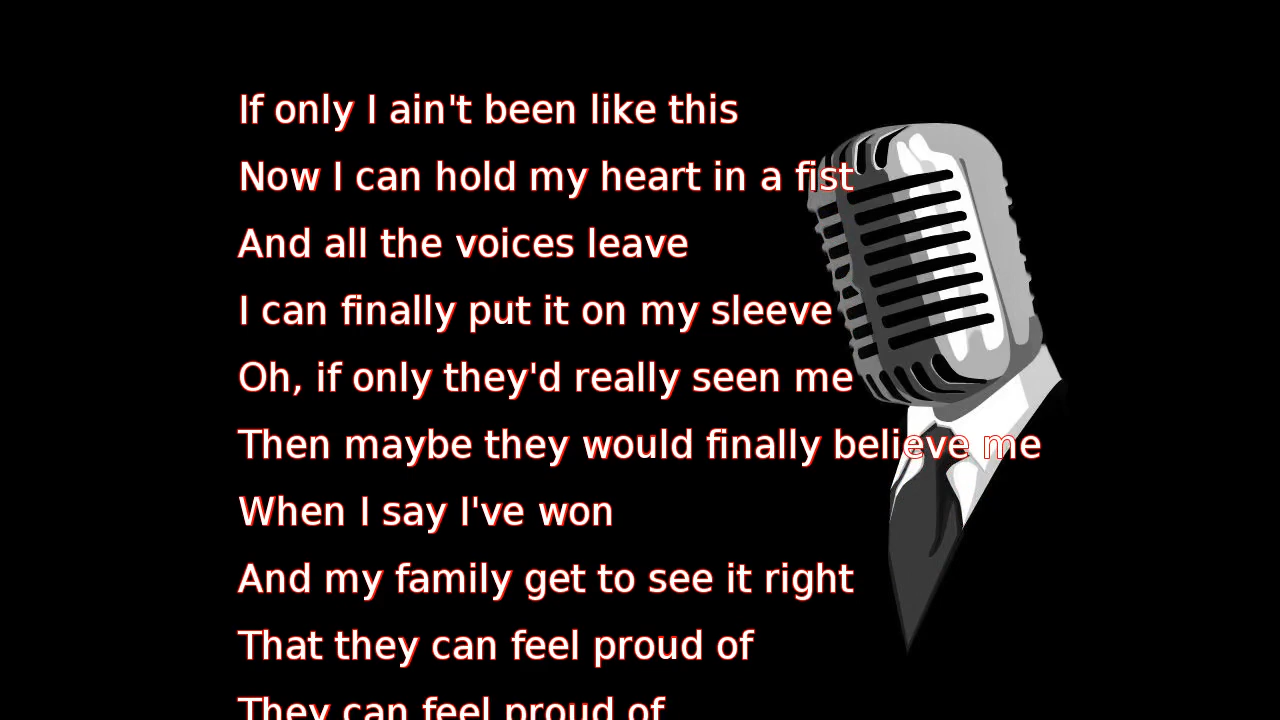 If only I ain't been like this
Now I can hold my heart in a fist
And all the voices leave
I can finally put it on my sleeve
Oh, if only they'd really seen me
Then maybe they would finally believe me
When I say I've won
And my family get to see it right
That they can feel proud of
They can feel proud of